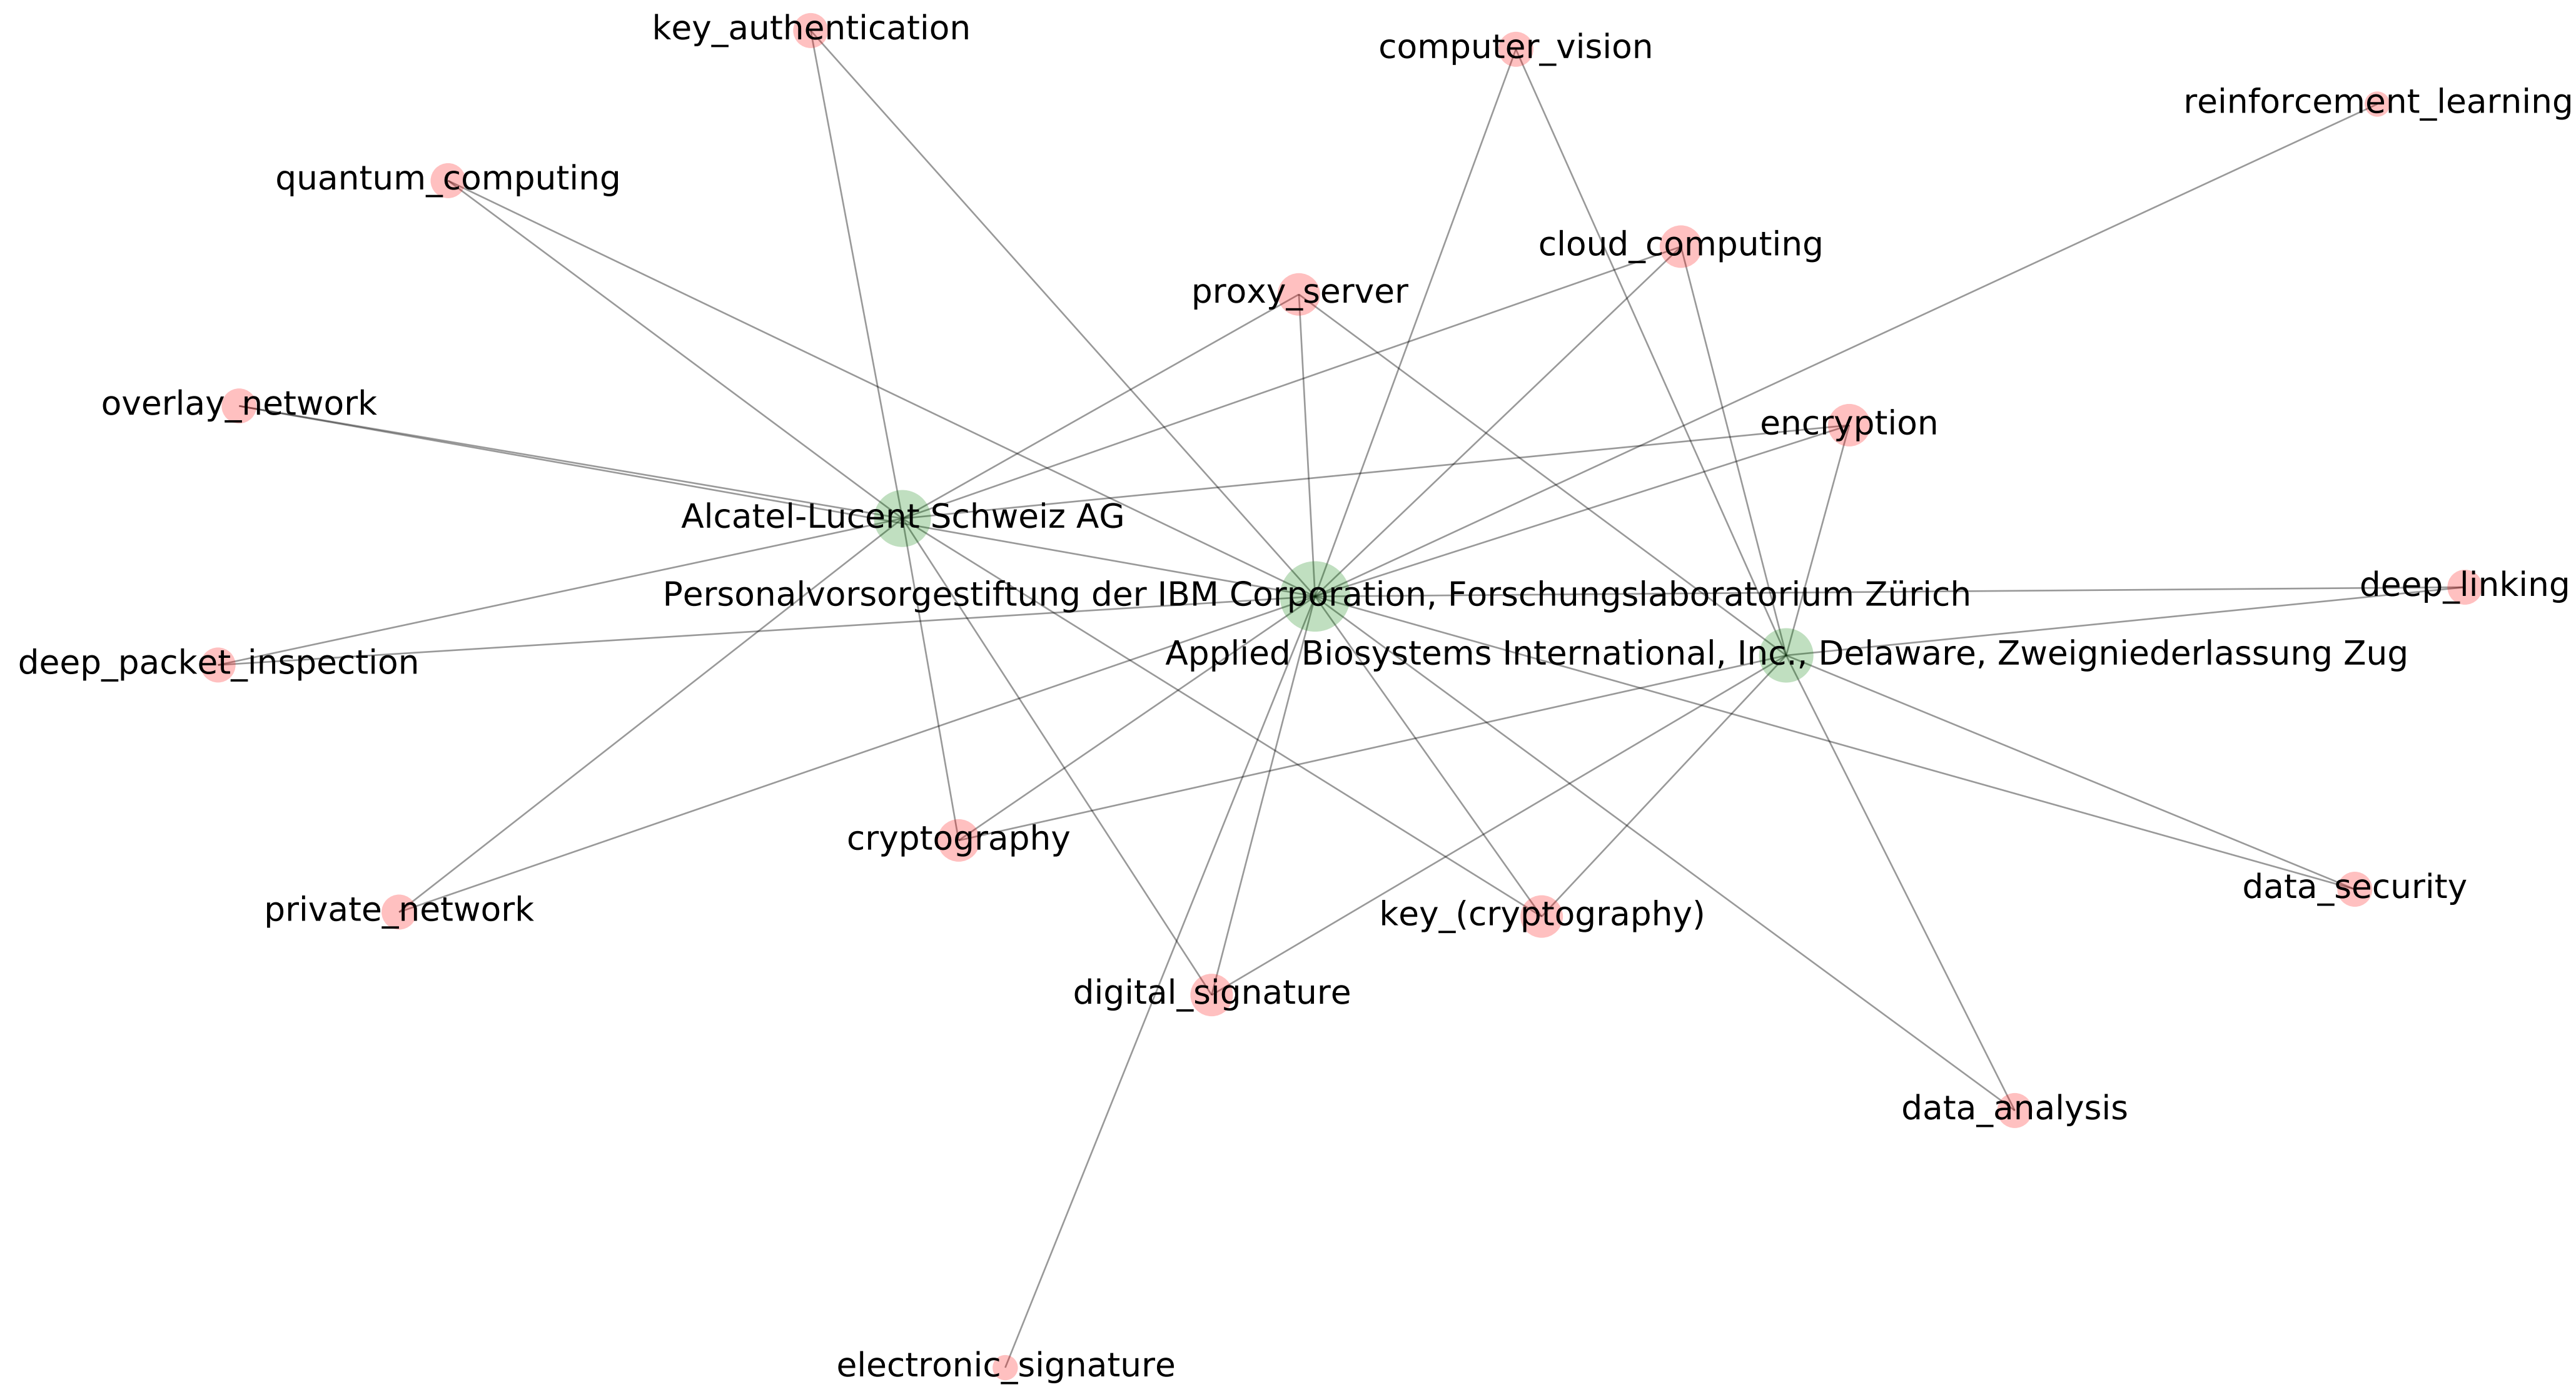 key_authentication
computer_vision
reinforcement_learning
quantum_computing
cloud_computing
proxy_server
overlay_network
encryption
Alcatel-Lucent Schweiz AG
deep_linking
Personalvorsorgestiftung der IBM Corporation, Forschungslaboratorium Zürich
Applied Biosystems International, Inc., Delaware, Zweigniederlassung Zug
deep_packet_inspection
cryptography
data_security
private_network
key_(cryptography)
digital_signature
data_analysis
electronic_signature